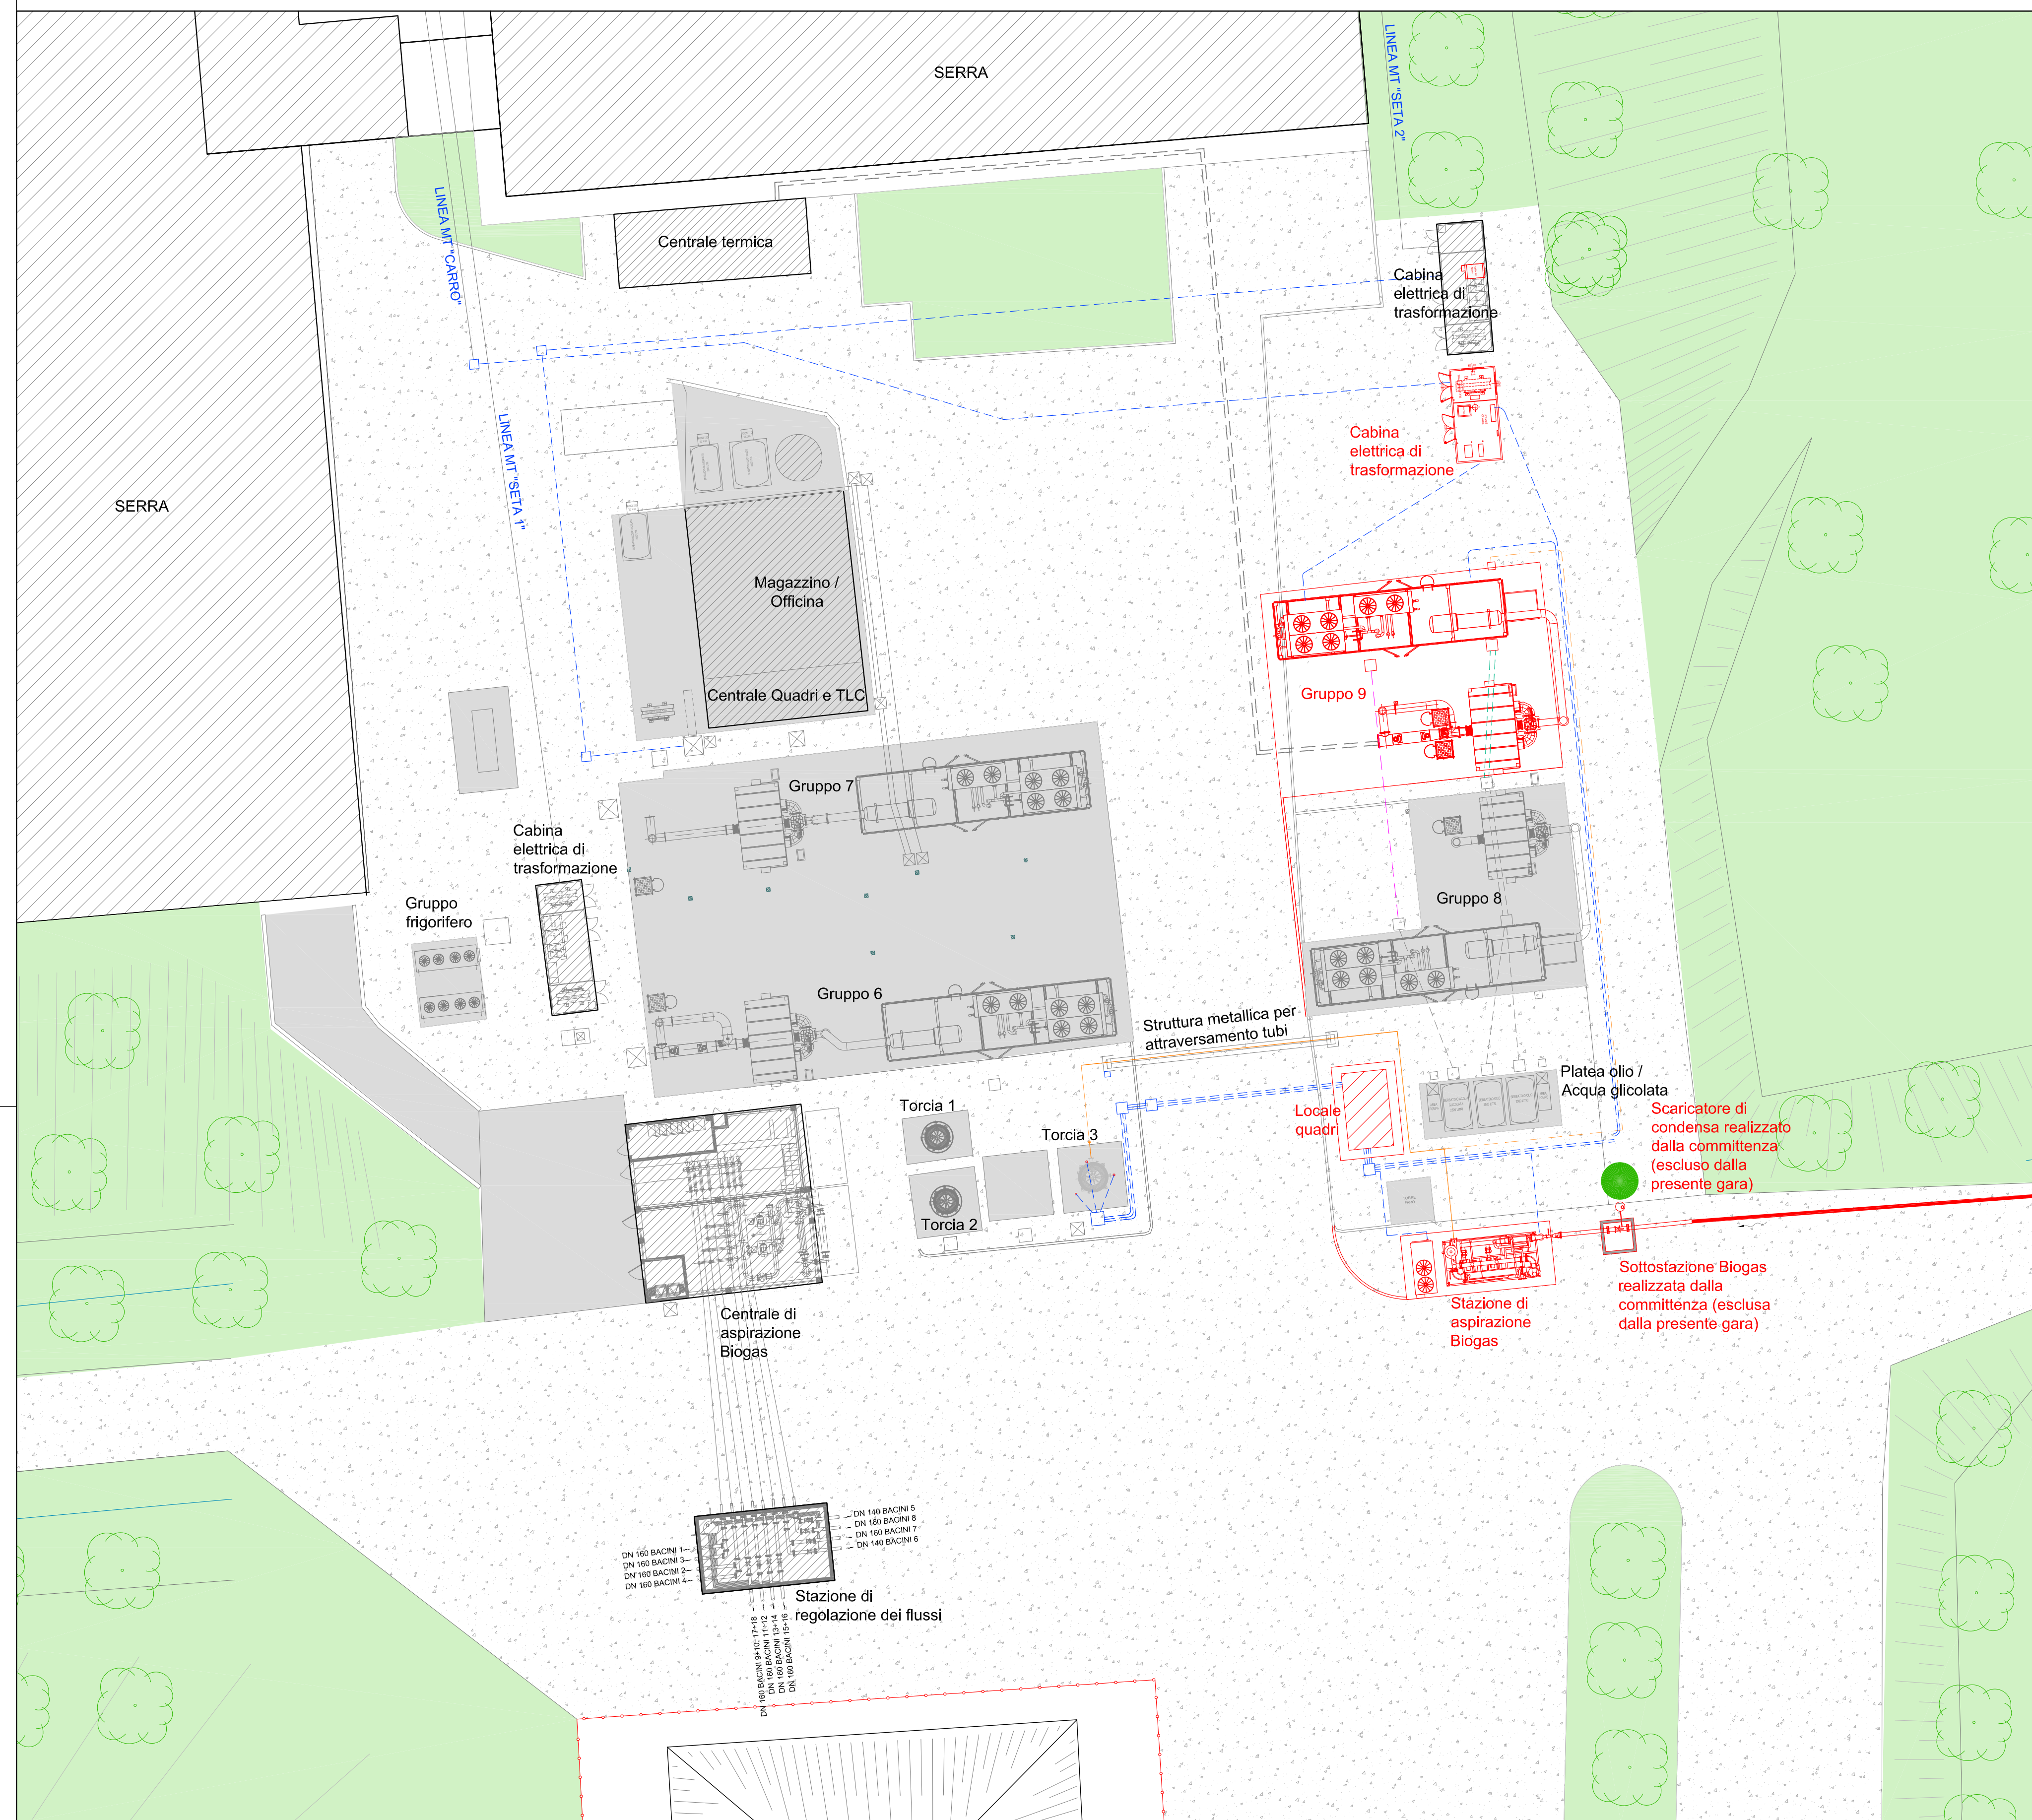 SERRA
LINEA MT "SETA 2"
LINEA MT "CARRO"
Centrale termica
Cabina
elettrica di
trasformazione
Cabina
elettrica di
trasformazione
LINEA MT "SETA 1"
SERRA
Magazzino /
Officina
Centrale Quadri e TLC
Gruppo 9
Gruppo 7
Cabina
elettrica di
trasformazione
Gruppo
frigorifero
Gruppo 8
Gruppo 6
Struttura metallica per
attraversamento tubi
Platea olio /
Acqua glicolata
Torcia 1
Torcia 3
Torcia 2
Locale
quadri
Scaricatore di
condensa realizzato
dalla committenza
(escluso dalla
presente gara)
Sottostazione Biogas
realizzata dalla
committenza (esclusa
dalla presente gara)
Stazione di
aspirazione
Biogas
Centrale di
aspirazione
Biogas
DN 140 BACINI 5
DN 160 BACINI 8
DN 160 BACINI 7
DN 140 BACINI 6
DN 160 BACINI 1
DN 160 BACINI 3
DN 160 BACINI 2
DN 160 BACINI 4
Stazione di
regolazione dei flussi
DN 160 BACINI 9÷10; 17÷18
DN 160 BACINI 11÷12
DN 160 BACINI 13÷14
DN 160 BACINI 15÷16